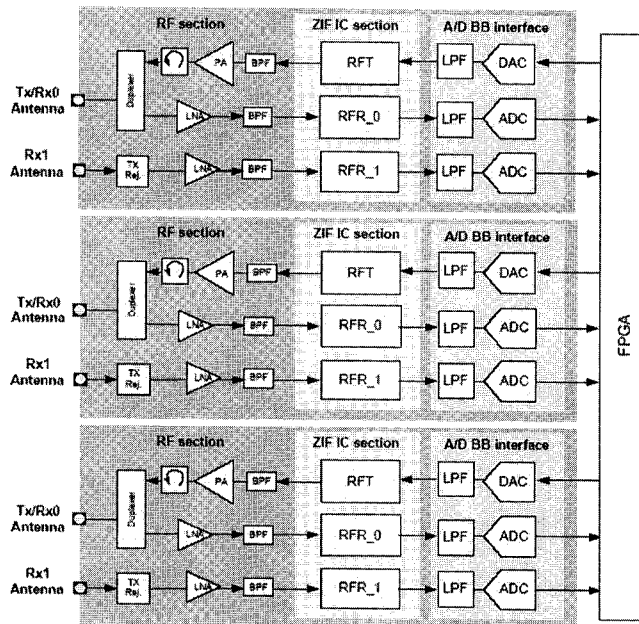 RF section ZIF IC section A/D BB interface
PA BPF RFT LPF DAC
Tx/Rx0
Antenna
Duplexer
LNA BPF RFR_0 LPF ADC
Rx1
Antenna
TX
Rej.
LNA BPF RFR_1 LPF ADC
RF section ZIF IC section A/D BB interface
PA BPF RFT LPF DAC
Tx/Rx0
Antenna
Duplexer
LNA BPF RFR_0 LPF ADC
FPGA
Rx1
Antenna
TX
Rej.
LNA BPF RFR_1 LPF ADC
RF section ZIF IC section A/D BB interface
PA BPF RFT LPF DAC
Tx/Rx0
Antenna
Duplexer
LNA BPF RFR_0 LPF ADC
Rx1
Antenna
TX
Rej.
LNA BPF RFR_1 LPF ADC